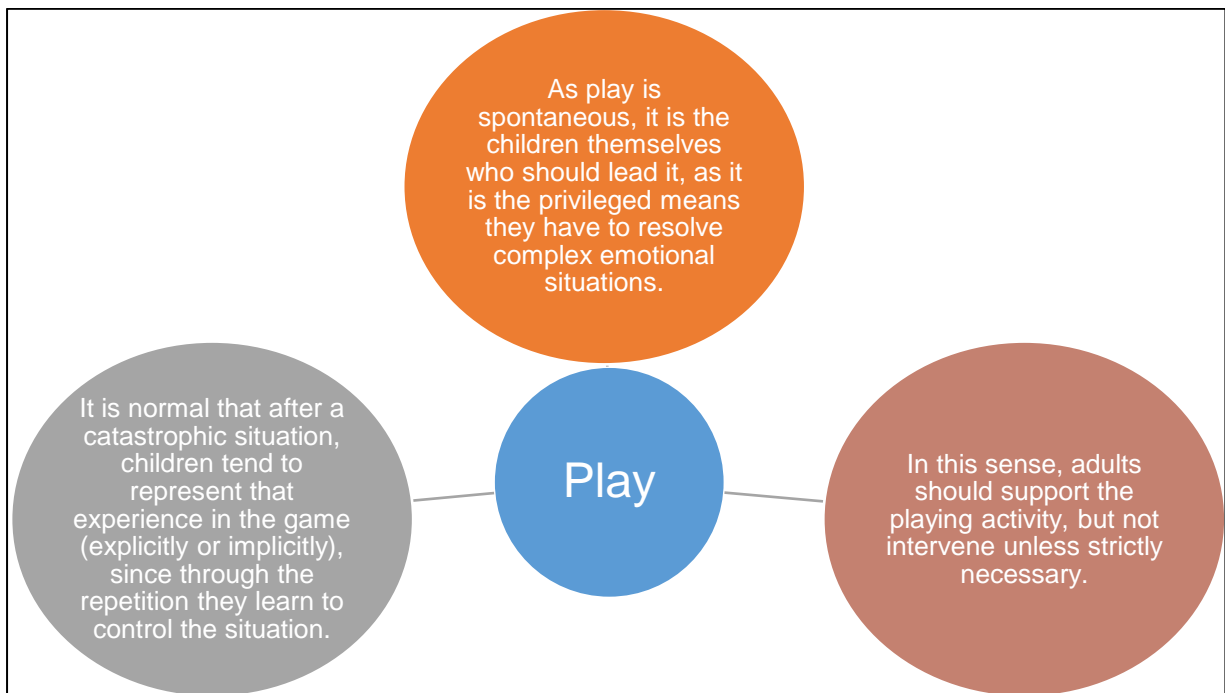 As play is
spontaneous, it is the
children themselves
who should lead it, as it
is the privileged means
they have to resolve
complex emotional
situations.
Play
It is normal that after a
catastrophic situation,
children tend to
represent that
experience in the game
(explicitly or implicitly),
since through the
repetition they learn to
control the situation.
In this sense, adults
should support the
playing activity, but not
intervene unless strictly
necessary.